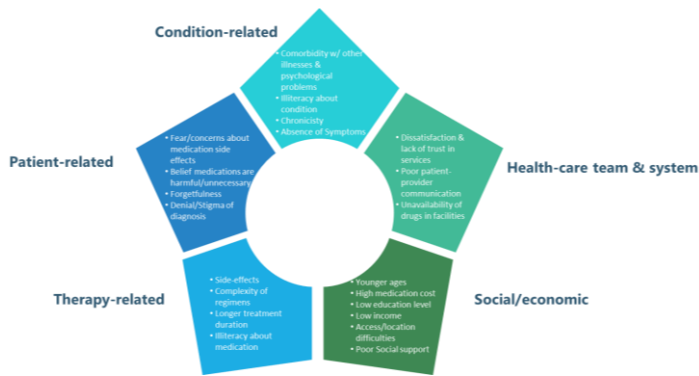 Condition-related
• Comorbidity w/ other
illnesses &
psychological
problems
• Illiteracy about
condition
• Chronicisty
• Absence of Symptoms
Patient-related
• Fear/concerns about
medication side
effects
• Belief medications are
harmful/unnecessary
• Forgetfulness
• Denial/Stigma of
diagnosis
• Dissatisfaction &
lack of trust in
services
• Poor patient-
provider
communication
• Unavailability of
drugs in facilities
Health-care team & system
Therapy-related
• Side-effects
• Complexity of
regimens
• Longer treatment
duration
• Illiteracy about
medication
• Younger ages
• High medication cost
• Low education level
• Low income
• Access/location
difficulties
• Poor Social support
Social/economic